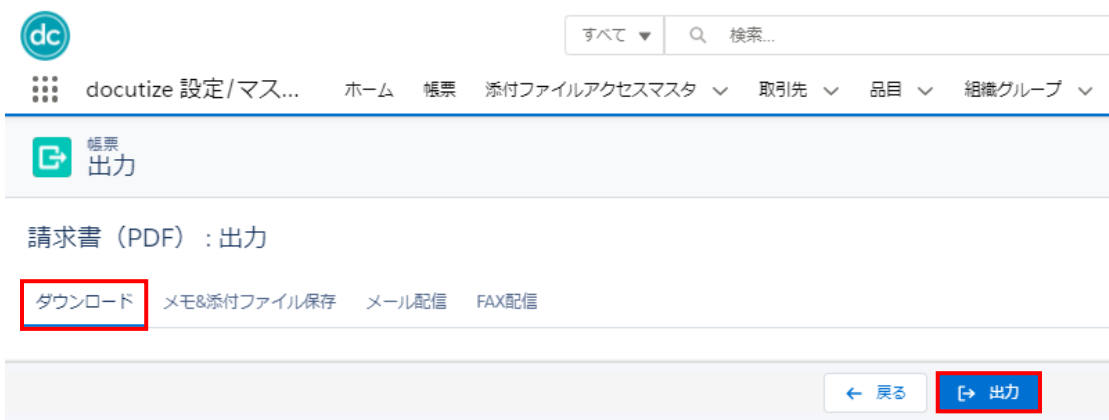 dc
すべて 検索...
docutize 設定/マス... ホーム 帳票 添付ファイルアクセスマスタ 取引先 品目 組織グループ
帳票
出力
請求書（PDF）：出力
ダウンロード メモ&添付ファイル保存 メール配信 FAX配信
戻る 出力